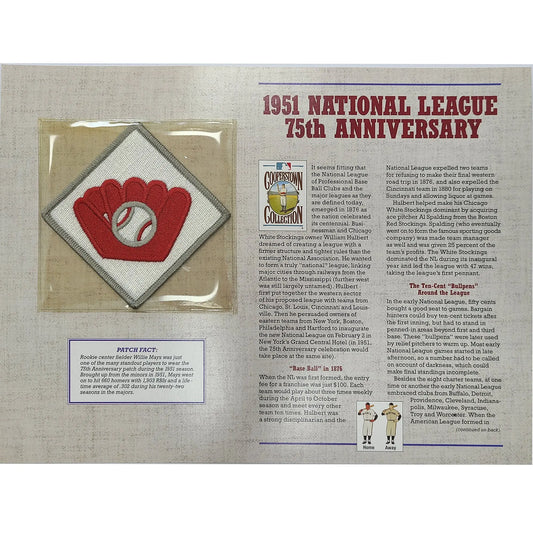 1951 NATIONAL LEAGUE
75th ANNIVERSARY
COOPERSTOWN
COLLECTION
It seems fitting that
the National League
of Professional Base
Ball Clubs and the
major leagues as
they are defined today,
emerged in 1876 as
the nation celebrated
its centennial. Busi-
nessman and Chicago
White Stockings owner William Hulbert
dreamed of creating a league with a
firmer structure and tighter rules than the
existing National Association. He wanted
to form a truly "national" league, linking
major cities through railways from the
Atlantic to the Mississippi (further west
was still largely untamed). Hulbert
first put together the western sector
of his proposed league with teams from
Chicago, St. Louis, Cincinnati and Louis-
ville. Then he persuaded owners of
eastern teams from New York, Boston,
Philadelphia and Hartford to inaugurate
the new National League on February 2
in New York's Grand Central Hotel (in 1951,
the 75th Anniversary celebration would
take place at the same site).
"Base Ball" in 1876
When the NL was first formed, the entry
fee for a franchise was just $100. Each
team would play about three times weekly
during the April to October
season and meet every other
team ten times. Hulbert was
a strong disciplinarian and the
National League expelled two teams
for refusing to make their final western
road trip in 1876, and also expelled the
Cincinnati team in 1880 for playing on
Sundays and allowing liquor in its park.
Hulbert helped make his Chicago
White Stockings dominant by acquiring
ace pitcher Al Spalding from the Boston
Red Stockings. Spalding (who eventually
went on to form the famous sporting goods
company) was made team manager
as well and was given 25 percent of the
team's profits. The White Stockings
dominated the NL during its inaugural
year and led the league with 47 wins,
taking the league's first pennant.
The Ten-Cent "Bullpens"
Around the League
In the early National League, fifty cents
bought a good seat to games. Bargain
hunters could buy ten-cent tickets after
the first inning, but had to stand in
penned in areas beyond first and third
base. These "bullpens" were later used
by relief pitchers to warm up. Most early
National League games started in late
afternoon, so a number had to be called
on account of darkness, which could
make final standings incomplete.
Besides the eight charter teams, at one
time or another the early National League
embraced clubs from Buffalo, Detroit,
Providence, Cleveland, Indiana-
polis, Milwaukee, Syracuse,
Troy and Worcester. When the
American League formed in
(continued on back)
Home Away
PATCH FACT:
Rookie center fielder Willie Mays was just
one of the many standout players to wear the
75th Anniversary patch during the 1951 season.
Brought up from the minors in 1951, Mays went
on to hit 660 homers with 1,903 RBIs and a life-
time average of .302 during his twenty-two
seasons in the majors.